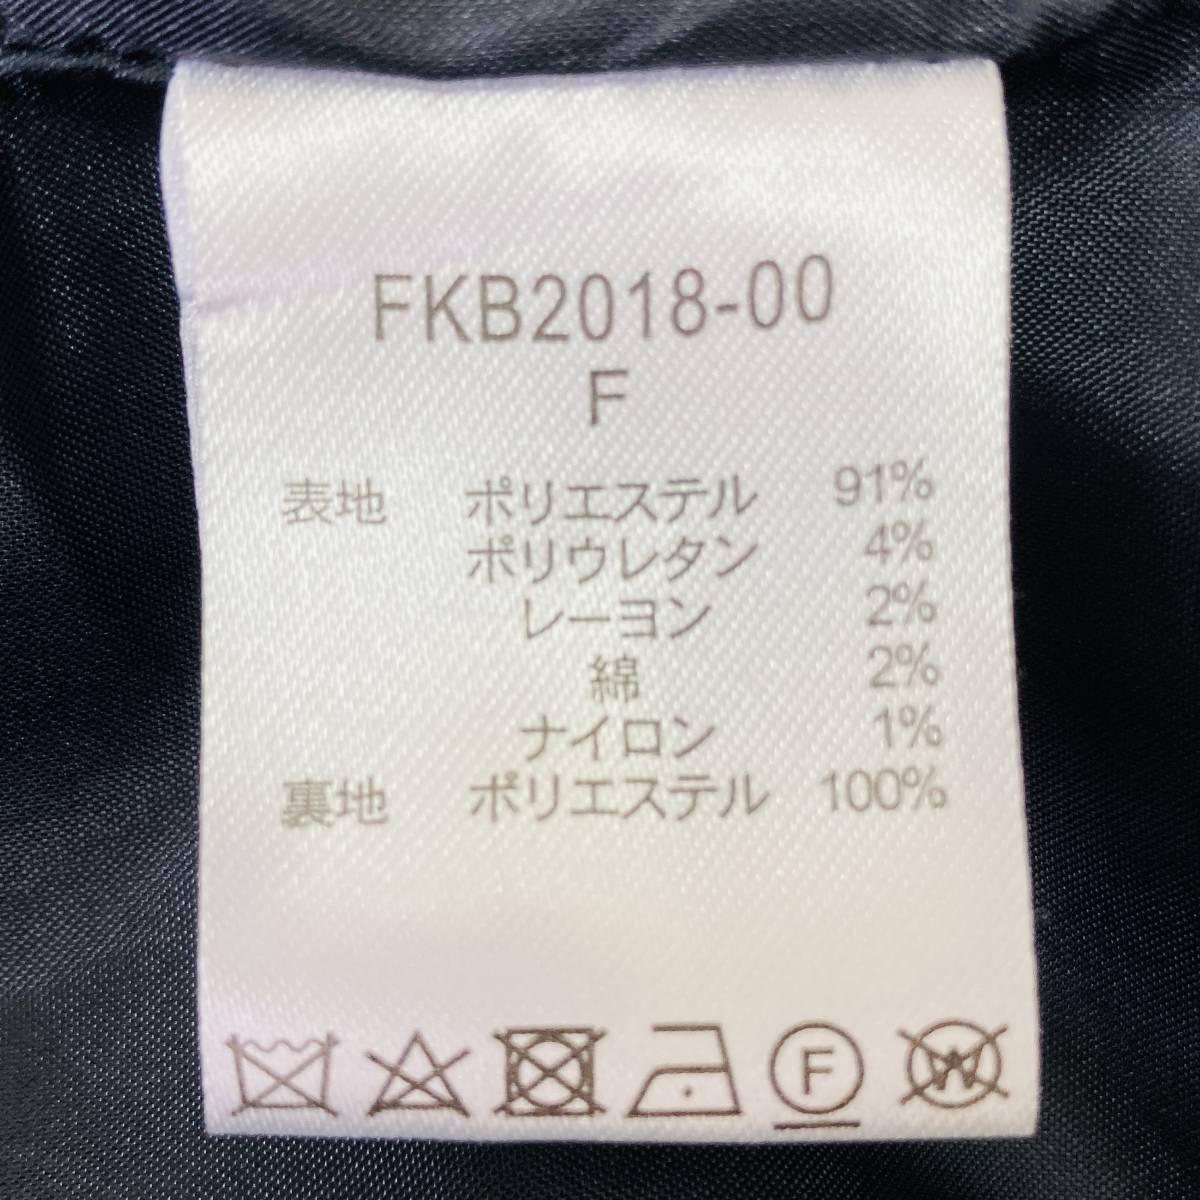 FKB2018-00
F
表地 ポリエステル 91%
ポリウレタン 4%
レーヨン 2%
綿 2%
ナイロン 1%
裏地 ポリエステル 100%
F W